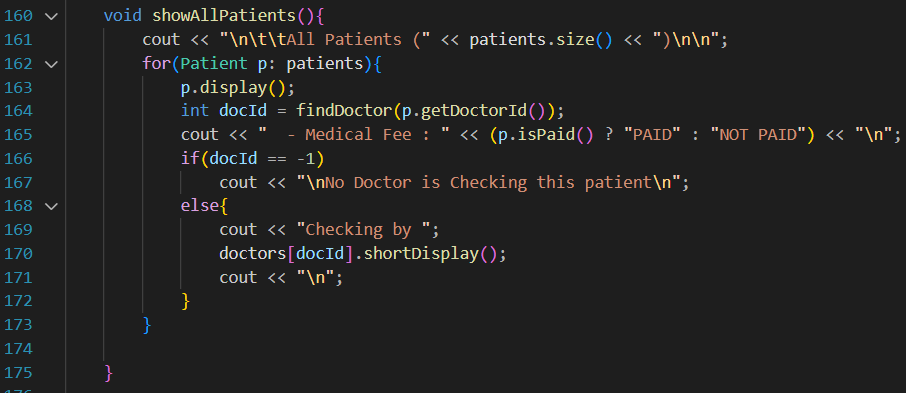 160 void showAllPatients(){
161 cout << "\n\t\tAll Patients (" << patients.size() << ")\n\n";
162 for(Patient p: patients){
163 p.display();
164 int docId = findDoctor(p.getDoctorId());
165 cout << "  - Medical Fee : " << (p.isPaid() ? "PAID" : "NOT PAID") << "\n";
166 if(docId == -1)
167 cout << "\nNo Doctor is Checking this patient\n";
168 else{
169 cout << "Checking by ";
170 doctors[docId].shortDisplay();
171 cout << "\n";
172 }
173 }
174
175 }